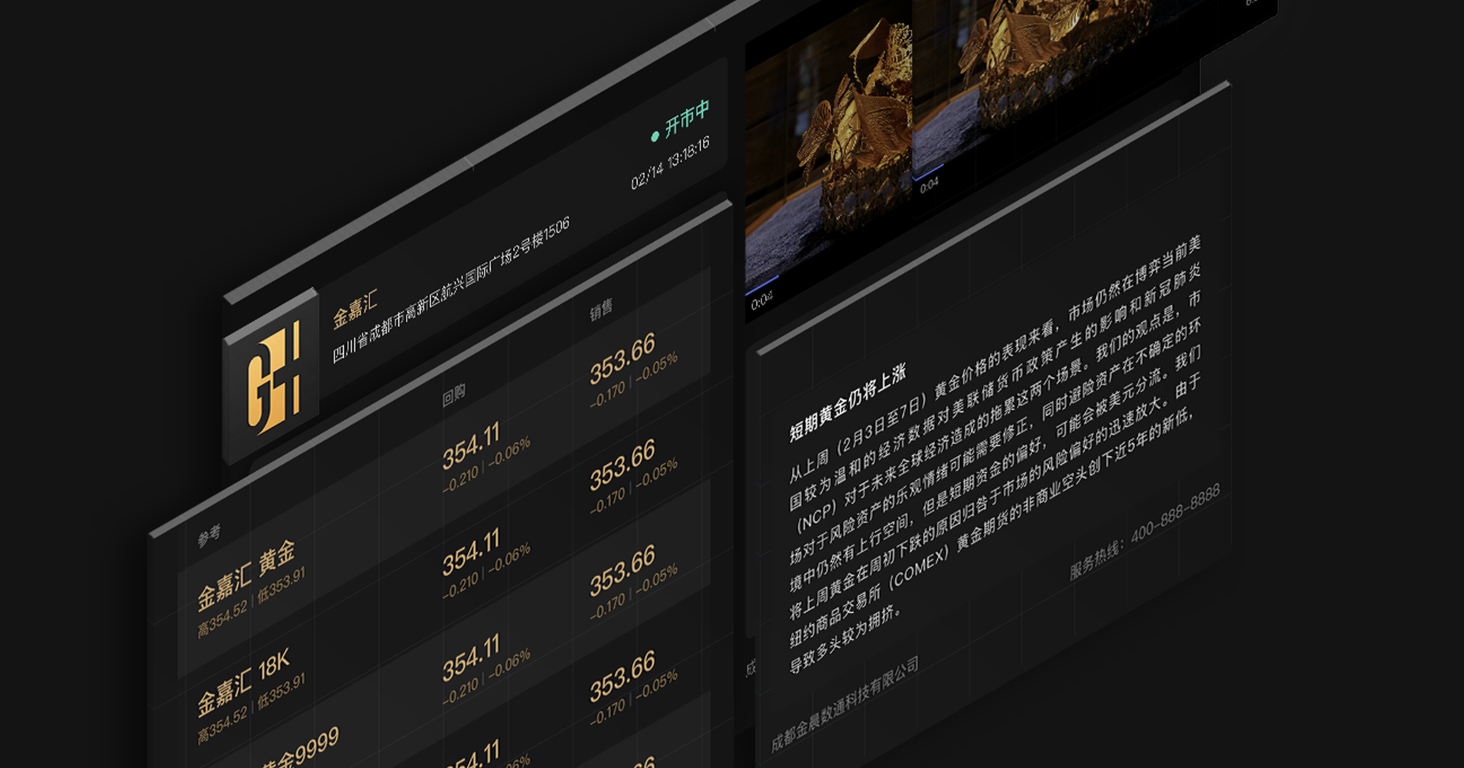 开市中
02/14 13:18:16
金嘉汇
四川省成都市高新区航兴国际广场2号楼1506
参考
回购
销售
金嘉汇 黄金
高354.52 | 低353.91
354.11
-0.210 | -0.06%
353.66
-0.170 | -0.05%
金嘉汇 18K
高354.52 | 低353.91
354.11
-0.210 | -0.06%
353.66
-0.170 | -0.05%
黄金9999
354.11
-0.210 | -0.06%
353.66
-0.170 | -0.05%
354.11
353.66
-0.170 | -0.05%
0:04
0:04
短期黄金仍将上涨
从上周（2月3日至7日）黄金价格的表现来看，市场仍然在博弈当前美
国较为温和的经济数据对美联储货币政策产生的影响和新冠肺炎
（NCP）对于未来全球经济造成的拖累这两个场景。我们的观点是，市
场对于风险资产的乐观情绪可能需要修正，同时避险资产在不确定的环
境中仍然有上行空间，但是短期资金的偏好，可能会被美元分流。我们
将上周黄金在周初下跌的原因归咎于市场的风险偏好的迅速放大。由于
纽约商品交易所（COMEX）黄金期货的非商业空头创下近5年的新低，
导致多头较为拥挤。
服务热线：400-888-8888
成都金晨数通科技有限公司
成